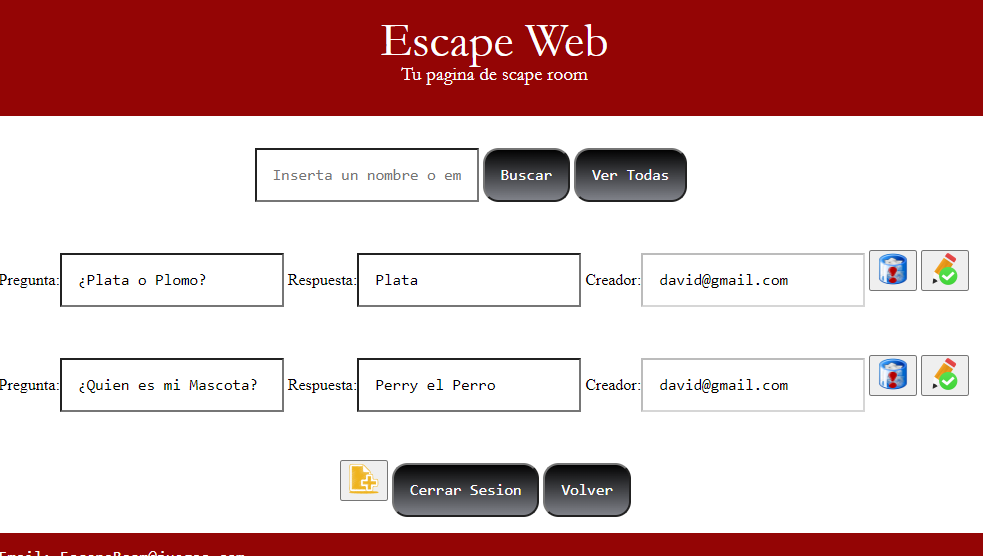 Escape Web
Tu pagina de scape room
Inserta un nombre o em Buscar Ver Todas
Pregunta: ¿Plata o Plomo? Respuesta: Plata Creador: david@gmail.com
Pregunta: ¿Quien es mi Mascota? Respuesta: Perry el Perro Creador: david@gmail.com
Cerrar Sesion Volver
Email: